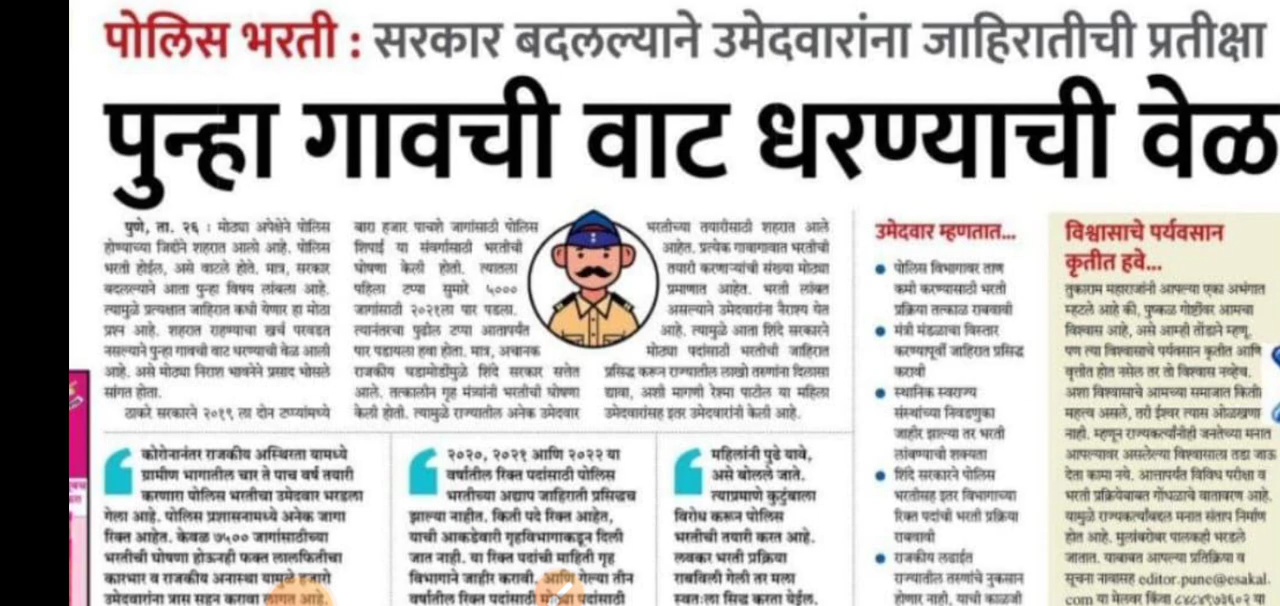 पोलिस भरती : सरकार बदलल्याने उमेदवारांना जाहिरातीची प्रतीक्षा
पुन्हा गावची वाट धरण्याची वेळ
पुणे, ता. २६ : मोठ्या अपेक्षेने पोलिस
होण्याच्या जिद्दीने शहरात आलो आहे. पोलिस
भरती होईल, असे वाटले होते. मात्र, सरकार
बदलल्याने आता पुन्हा विषय लांबला आहे.
त्यामुळे प्रत्यक्षात जाहिरात कधी येणार हा मोठा
प्रश्न आहे. शहरात राहण्याचा खर्च परवडत
नसल्याने पुन्हा गावची वाट धरण्याची वेळ आली
आहे. असे मोठ्या निराश भावनेने प्रसाद भोसले
सांगत होता.
ठाकरे सरकारने २०१९ ला दोन टप्प्यांमध्ये
बारा हजार पाचशे जागांसाठी पोलिस
शिपाई या संवर्गासाठी भरतीची
घोषणा केली होती. त्यातला
पहिला टप्पा सुमारे ५०००
जागांसाठी २०२१ला पार पडला.
त्यानंतरचा पुढील टप्पा आतापर्यंत
पार पडायला हवा होता. मात्र, अचानक
राजकीय घडामोडींमुळे शिंदे सरकार सत्तेत
आले. तत्कालीन गृह मंत्र्यांनी भरतीची घोषणा
केली होती. त्यामुळे राज्यातील अनेक उमेदवार
भरतीच्या तयारीसाठी शहरात आले
आहेत. प्रत्येक गावागावात भरतीची
तयारी करणाऱ्यांची संख्या मोठ्या
प्रमाणात आहेत. भरती लांबत
असल्याने उमेदवारांना नैराश्य येत
आहे. त्यामुळे आता शिंदे सरकारने
मोठ्या पदांसाठी भरतीची जाहिरात
प्रसिद्ध करून राज्यातील लाखो तरुणांना दिलासा
द्यावा, अशी मागणी रेश्मा पाटील या महिला
उमेदवारांसह इतर उमेदवारांनी केली आहे.
कोरोनानंतर राजकीय अस्थिरता यामध्ये
ग्रामीण भागातील चार ते पाच वर्ष तयारी
करणारा पोलिस भरतीचा उमेदवार भरडला
गेला आहे. पोलिस प्रशासनामध्ये अनेक जागा
रिक्त आहेत. केवळ ७५०० जागांसाठीच्या
भरतीची घोषणा होऊनही फक्त लालफितीचा
कारभार व राजकीय अनास्था यामुळे
उमेदवारांना त्रास सहन करावा लागत आहे.
२०२०, २०२१ आणि २०२२ या
वर्षातील रिक्त पदांसाठी पोलिस
भरतीच्या अद्याप जाहिराती प्रसिद्धच
झाल्या नाहीत. किती पदे रिक्त आहेत,
याची आकडेवारी गृहविभागाकडून दिली
जात नाही. या रिक्त पदांची माहिती गृह
विभागाने जाहीर करावी. आणि गेल्या तीन
वर्षातील रिक्त पदांसाठी मोठ्या पदांसाठी
महिलांनी पुढे यावे,
असे बोलले जाते.
त्याप्रमाणे कुटुंबाला
विरोध करून पोलिस
भरतीची तयारी करत आहे.
लवकर भरती प्रक्रिया
राबविली गेली तर मला
स्वतःला सिद्ध करता येईल.
उमेदवार म्हणतात...
● पोलिस विभागावर ताण
कमी करण्यासाठी भरती
प्रक्रिया तत्काळ राबवावी
● मंत्री मंडळाचा विस्तार
करण्यापूर्वी जाहिरात प्रसिद्ध
करावी
● स्थानिक स्वराज्य
संस्थांच्या निवडणुका
जाहीर झाल्या तर भरती
लांबण्याची शक्यता
● शिंदे सरकारने पोलिस
भरतीसह इतर विभागाच्या
रिक्त पदांची भरती प्रक्रिया
राबवावी
● राजकीय लढाईत
राज्यातील तरुणांचे नुकसान
होणार नाही, याची काळजी
विश्वासाचे पर्यवसान
कृतीत हवे...
तुकाराम महाराजांनी आपल्या एका अभंगात
म्हटले आहे की, पुष्कळ गोष्टींवर आमचा
विश्वास आहे, असे आम्ही तोंडाने म्हणू,
पण त्या विश्वासाचे पर्यवसान कृतीत आणि
वृत्तीत होत नसेल तर तो विश्वास नव्हेच.
अशा विश्वासाचे आमच्या समाजात किती
महत्व असले, तरी ईश्वर त्यास ओळखणा
नाही. म्हणून राज्यकर्त्यांनीही जनतेच्या मनात
आपल्यावर असलेल्या विश्वासाला तडा जाऊ
देता कामा नये. आत्तापर्यंत विविध परीक्षा व
भरती प्रक्रियेबाबत गोंधळाचे वातावरण आहे.
यामुळे राज्यकर्त्यांबद्दल मनात संताप निर्माण
होत आहे. मुलांबरोबर पालकही भरडले
जातात. याबाबत आपल्या प्रतिक्रिया व
सूचना नावासह editor.pune@esakal.
com या मेलवर किंवा ८४८४९७३६०२ या